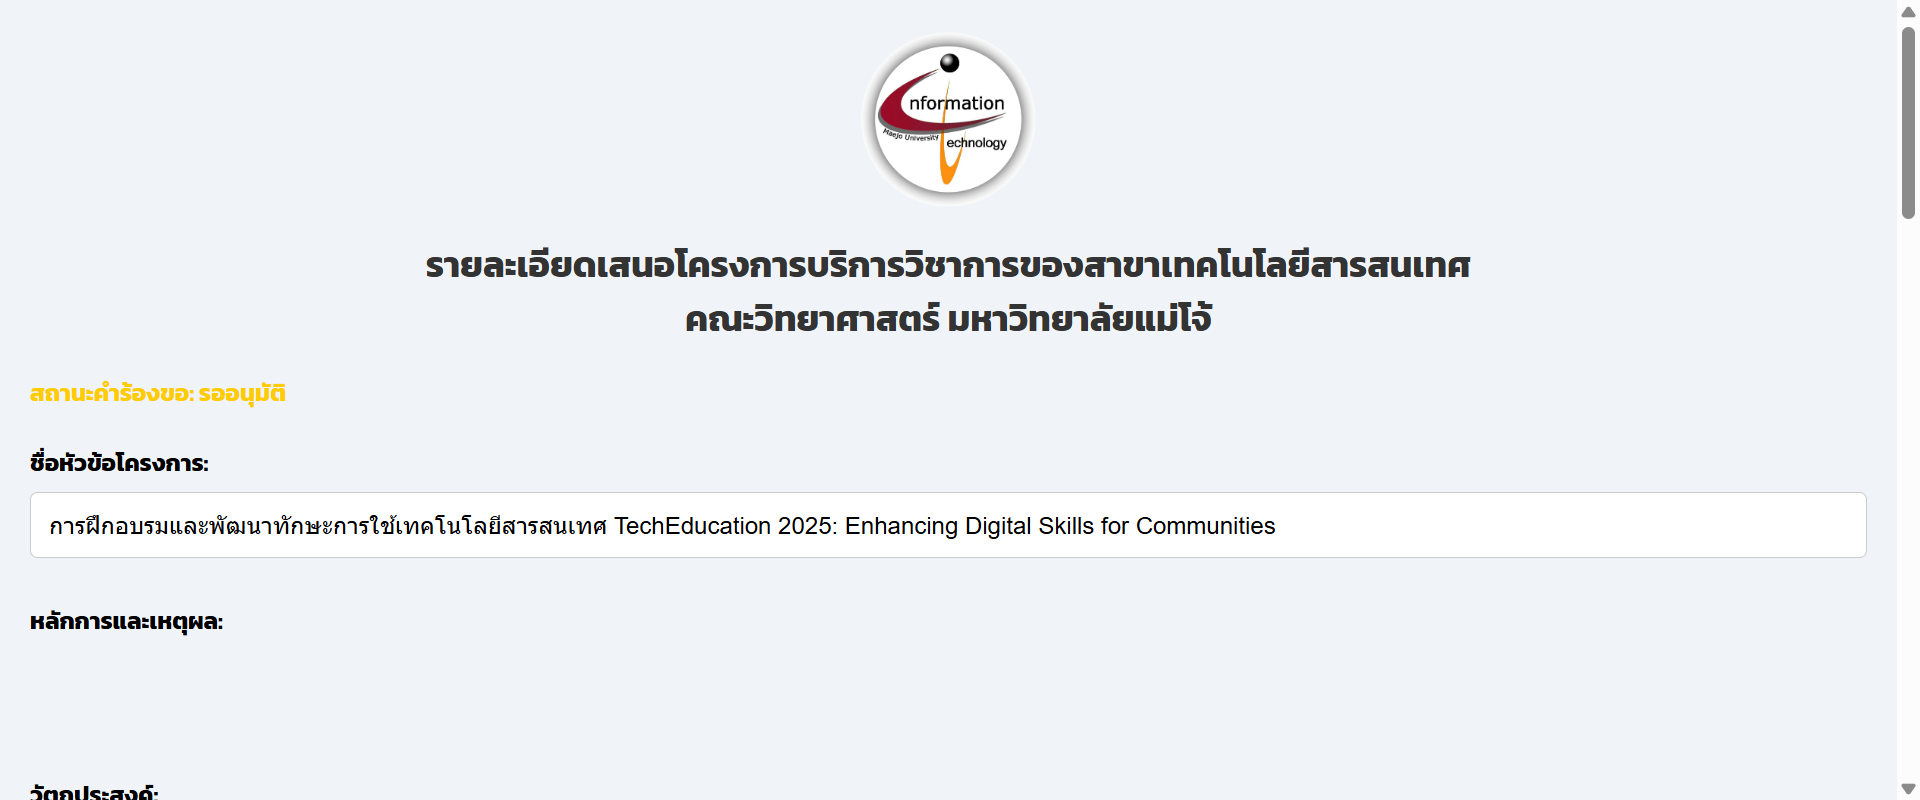 nformation
Maejo University
echnology
รายละเอียดเสนอโครงการบริการวิชาการของสาขาเทคโนโลยีสารสนเทศ
คณะวิทยาศาสตร์ มหาวิทยาลัยแม่โจ้
สถานะคำร้องขอ: รออนุมัติ
ชื่อหัวข้อโครงการ:
การฝึกอบรมและพัฒนาทักษะการใช้เทคโนโลยีสารสนเทศ TechEducation 2025: Enhancing Digital Skills for Communities
หลักการและเหตุผล:
วัตถุประสงค์: